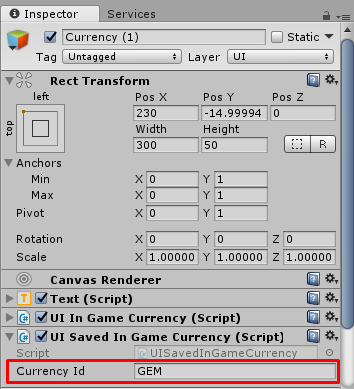 Inspector Services
Currency (1) Static
Tag Untagged Layer UI
Rect Transform
left Pos X Pos Y Pos Z
top 230 -14.99994 0
Width Height
300 50 R
Anchors
Min X 0 Y 1
Max X 0 Y 1
Pivot X 0 Y 1
Rotation X 0 Y 0 Z 0
Scale X 1.00000 Y 1.00000 Z 1.00000
Canvas Renderer
T Text (Script)
C# UI In Game Currency (Script)
C# UI Saved In Game Currency (Script)
Script UISavedInGameCurrency
Currency Id GEM